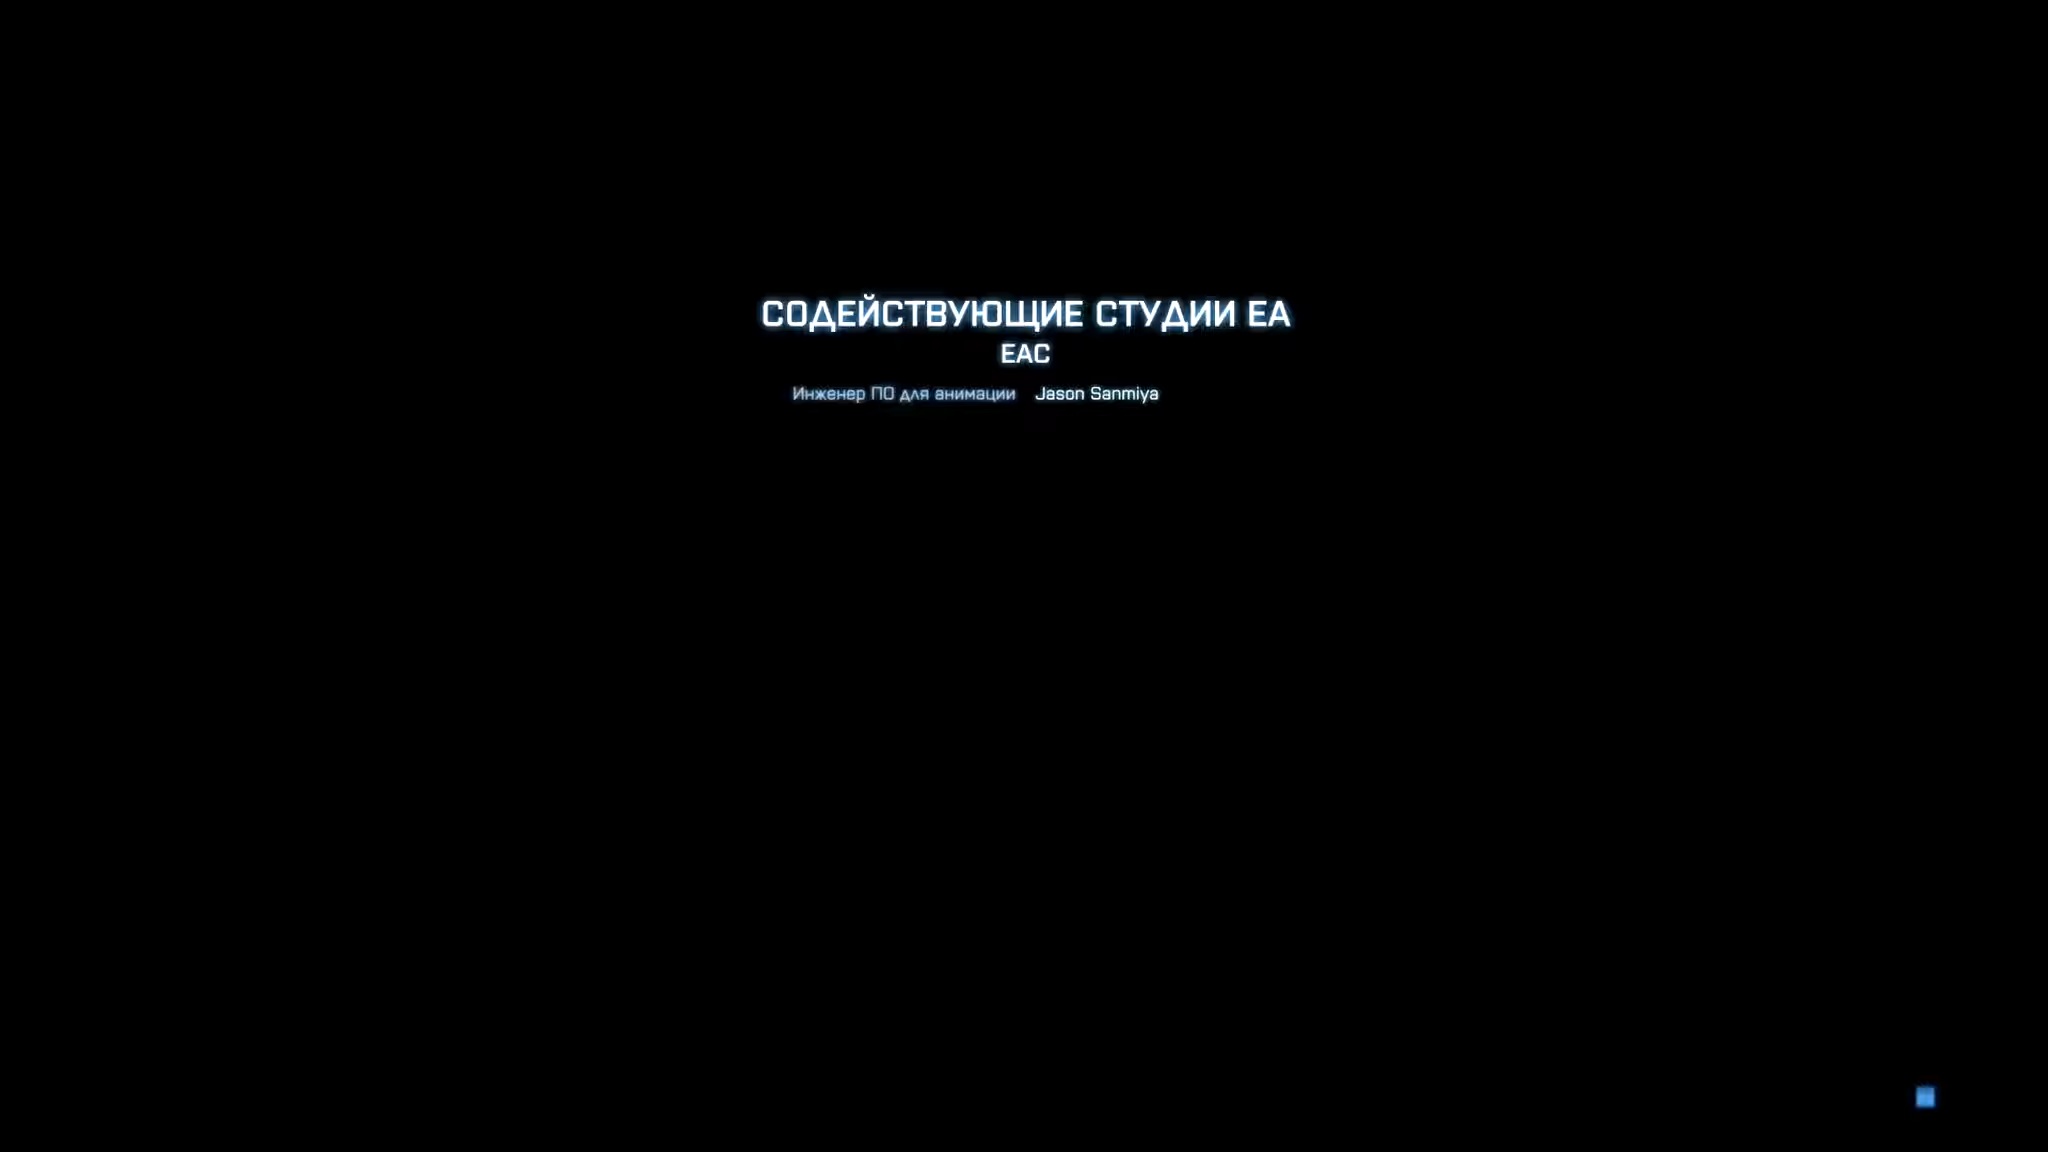 СОДЕЙСТВУЮЩИЕ СТУДИИ EA
EAC
Инженер ПО для анимации Jason Sanmiya